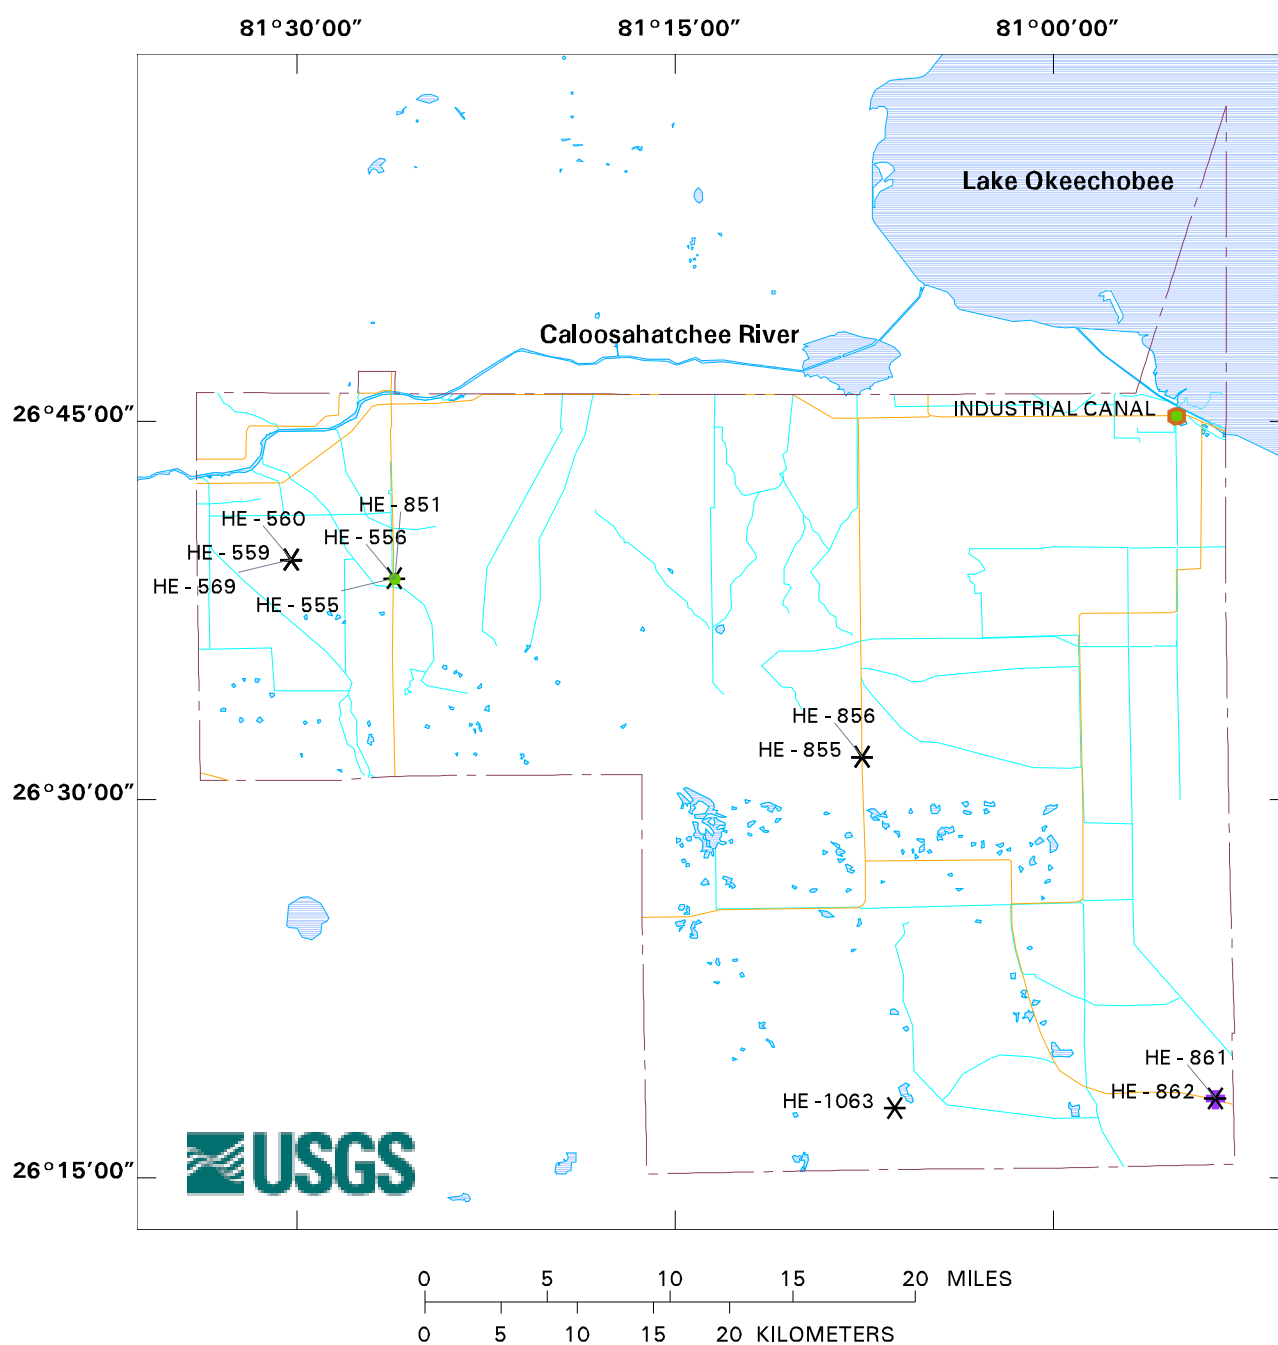 81°30′00″ 81°15′00″ 81°00′00″
Lake Okeechobee
Caloosahatchee River
26°45′00″
INDUSTRIAL CANAL
HE - 851
HE - 560
HE - 556
HE - 559
HE - 569
HE - 555
HE - 856
HE - 855
26°30′00″
HE - 861
HE - 862
HE -1063
USGS
26°15′00″
0 5 10 15 20 MILES
0 5 10 15 20 KILOMETERS